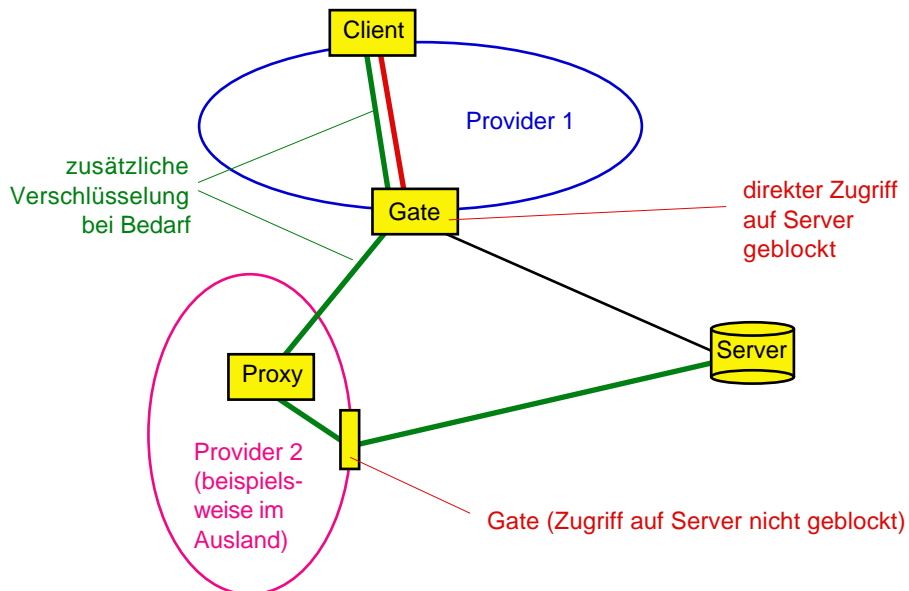 Client
Provider 1
zusätzliche
Verschlüsselung
bei Bedarf
Gate
direkter Zugriff
auf Server
geblockt
Server
Proxy
Provider 2
(beispiels-
weise im
Ausland)
Gate (Zugriff auf Server nicht geblockt)